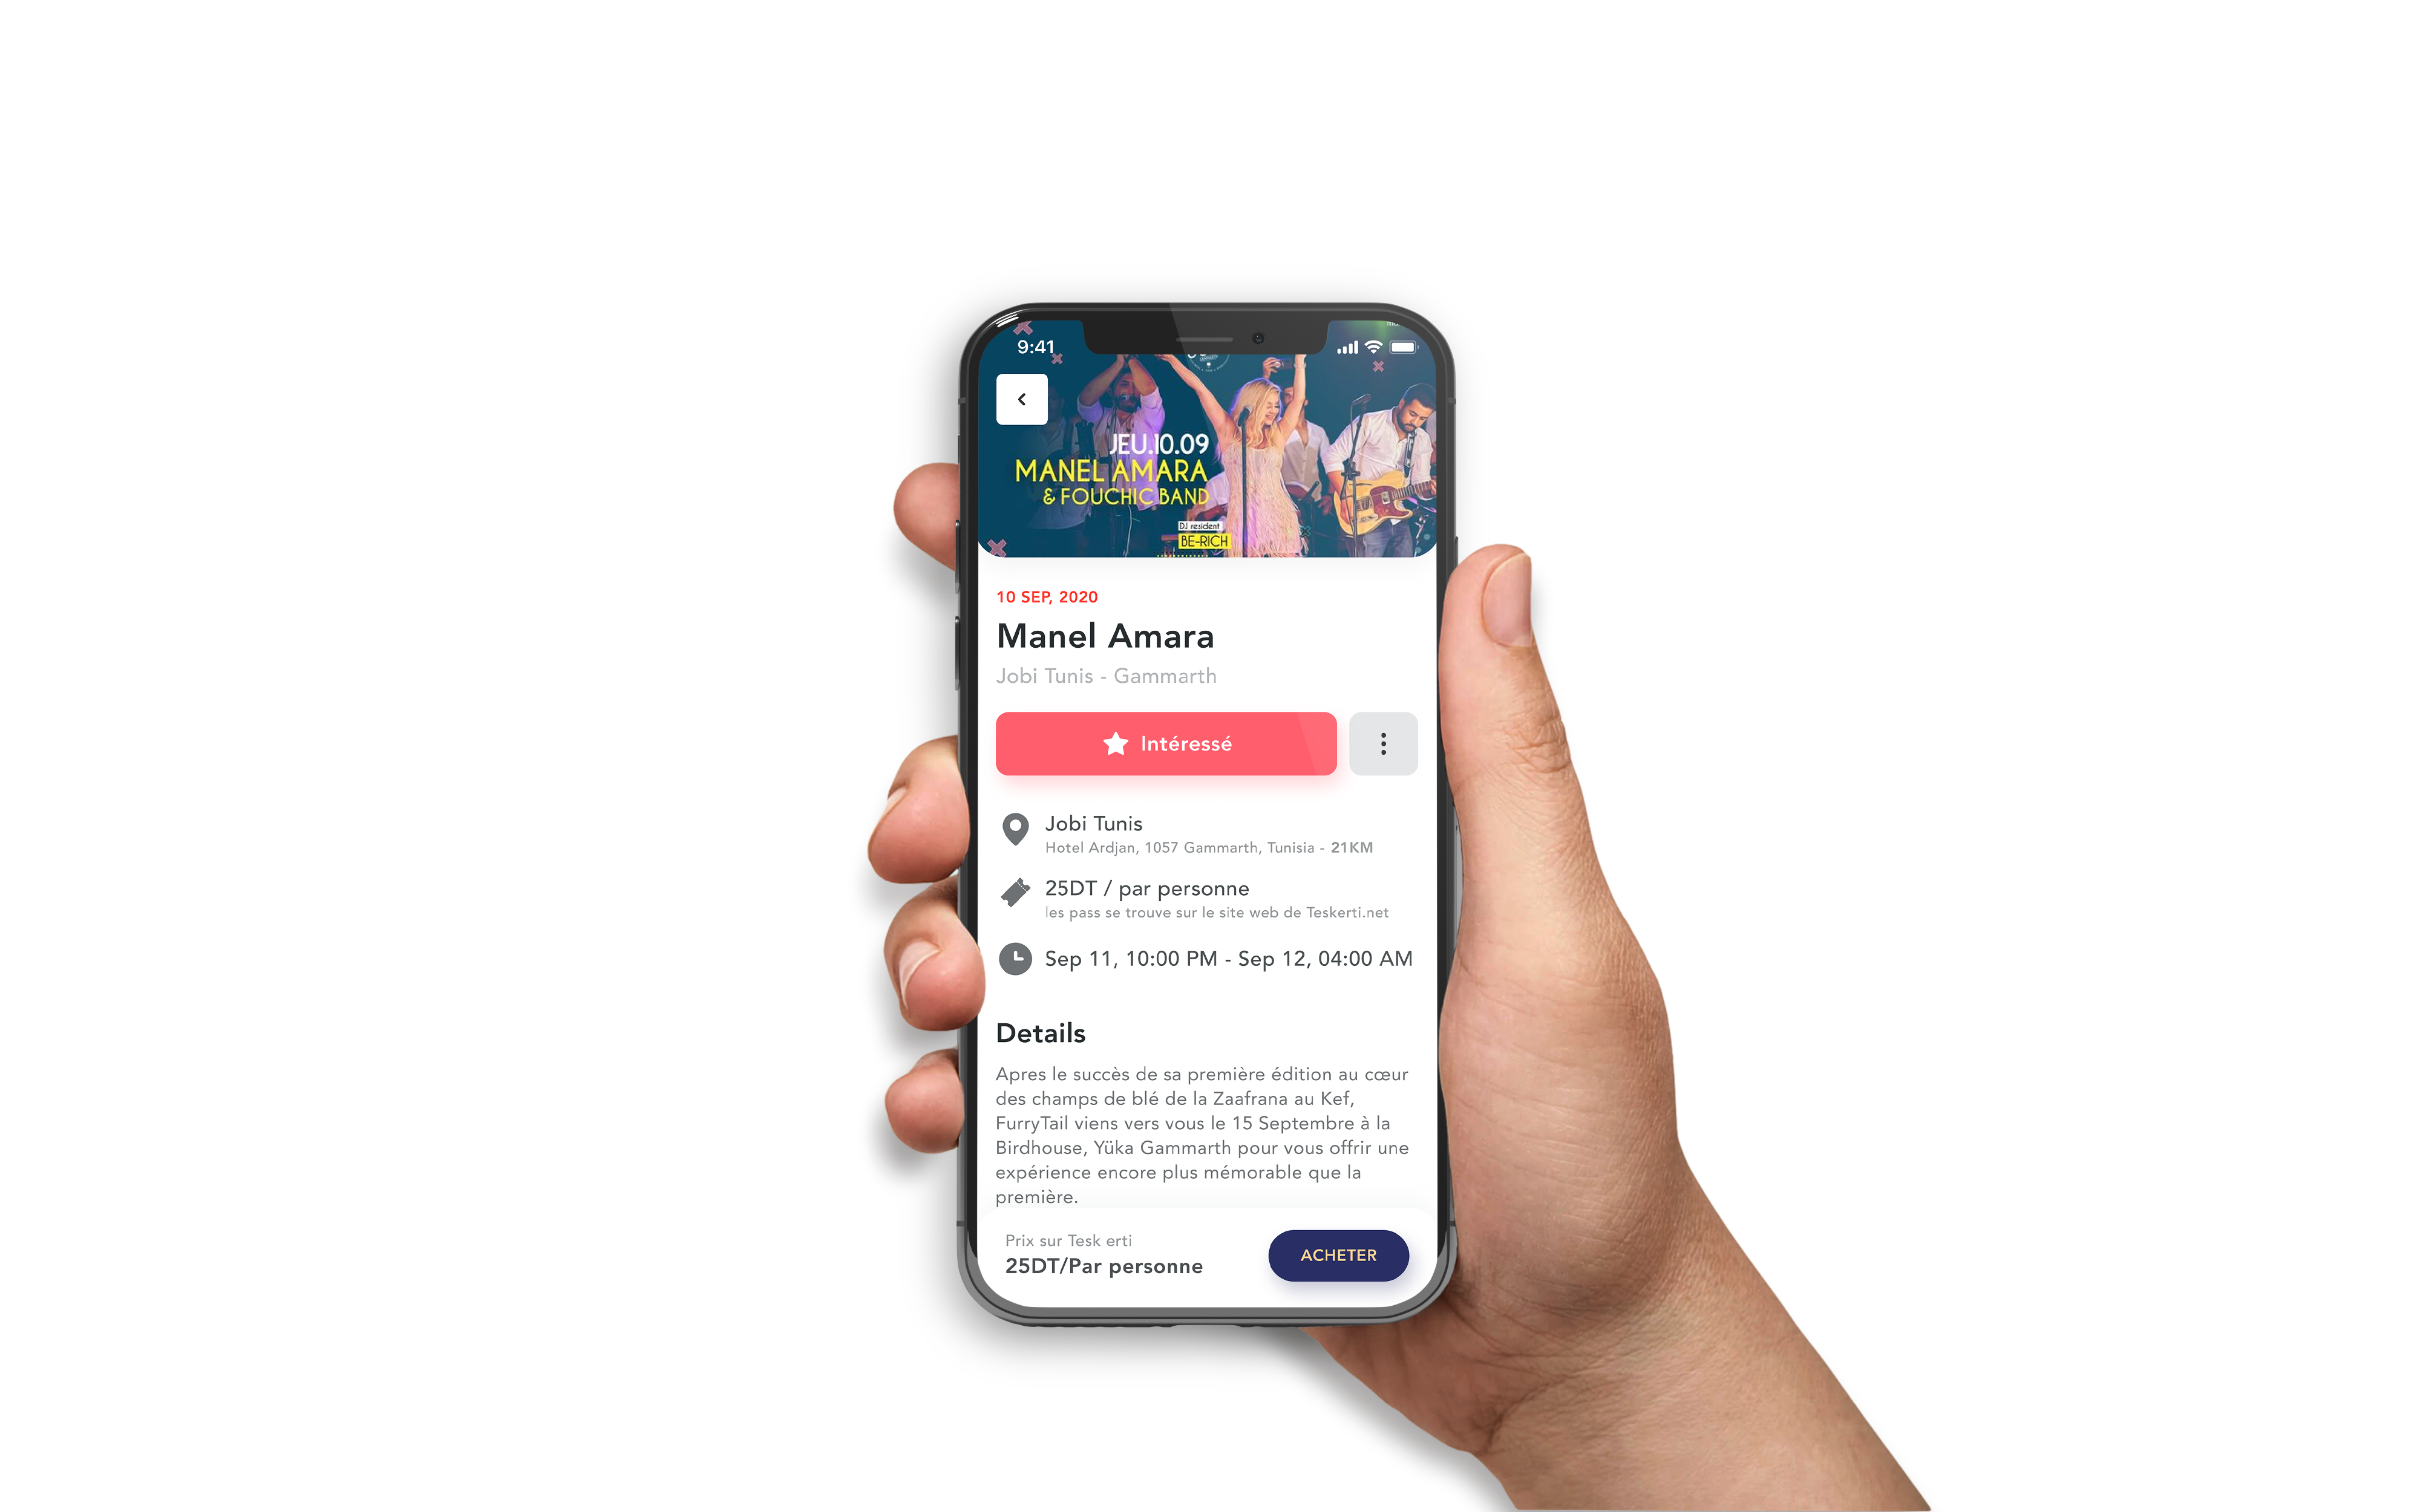 9:41
JEU.10.09
MANEL AMARA
& FOUCHIC BAND
DJ resident
BE-RICH
10 SEP, 2020
Manel Amara
Jobi Tunis - Gammarth
Intéressé
Jobi Tunis
Hotel Ardjan, 1057 Gammarth, Tunisia - 21KM
25DT / par personne
les pass se trouve sur le site web de Teskerti.net
Sep 11, 10:00 PM - Sep 12, 04:00 AM
Details
Apres le succès de sa première édition au cœur
des champs de blé de la Zaafrana au Kef,
FurryTail viens vers vous le 15 Septembre à la
Birdhouse, Yüka Gammarth pour vous offrir une
expérience encore plus mémorable que la
première.
Prix sur Tesk erti
25DT/Par personne
ACHETER